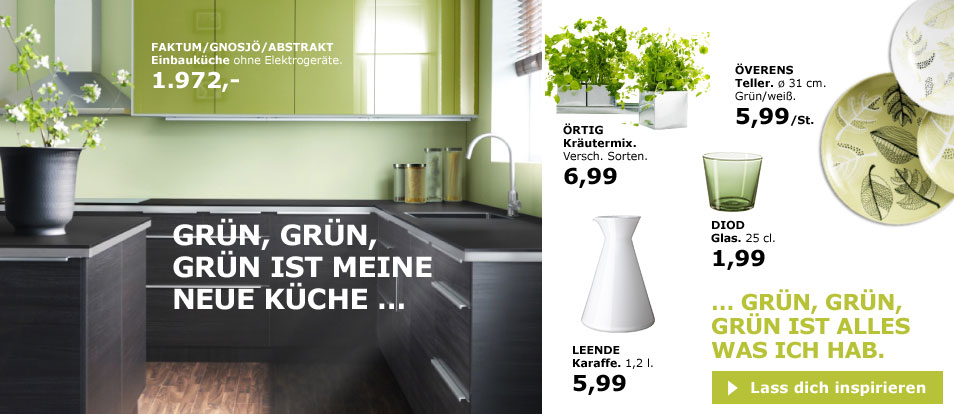 FAKTUM/GNOSJÖ/ABSTRAKT
Einbauküche ohne Elektrogeräte.
1.972,-
GRÜN, GRÜN,
GRÜN IST MEINE
NEUE KÜCHE ...
ÖRTIG
Kräutermix.
Versch. Sorten.
6,99
ÖVERENS
Teller. ø 31 cm.
Grün/weiß.
5,99/St.
DIOD
Glas. 25 cl.
1,99
LEENDE
Karaffe. 1,2 l.
5,99
... GRÜN, GRÜN,
GRÜN IST ALLES
WAS ICH HAB.
Lass dich inspirieren